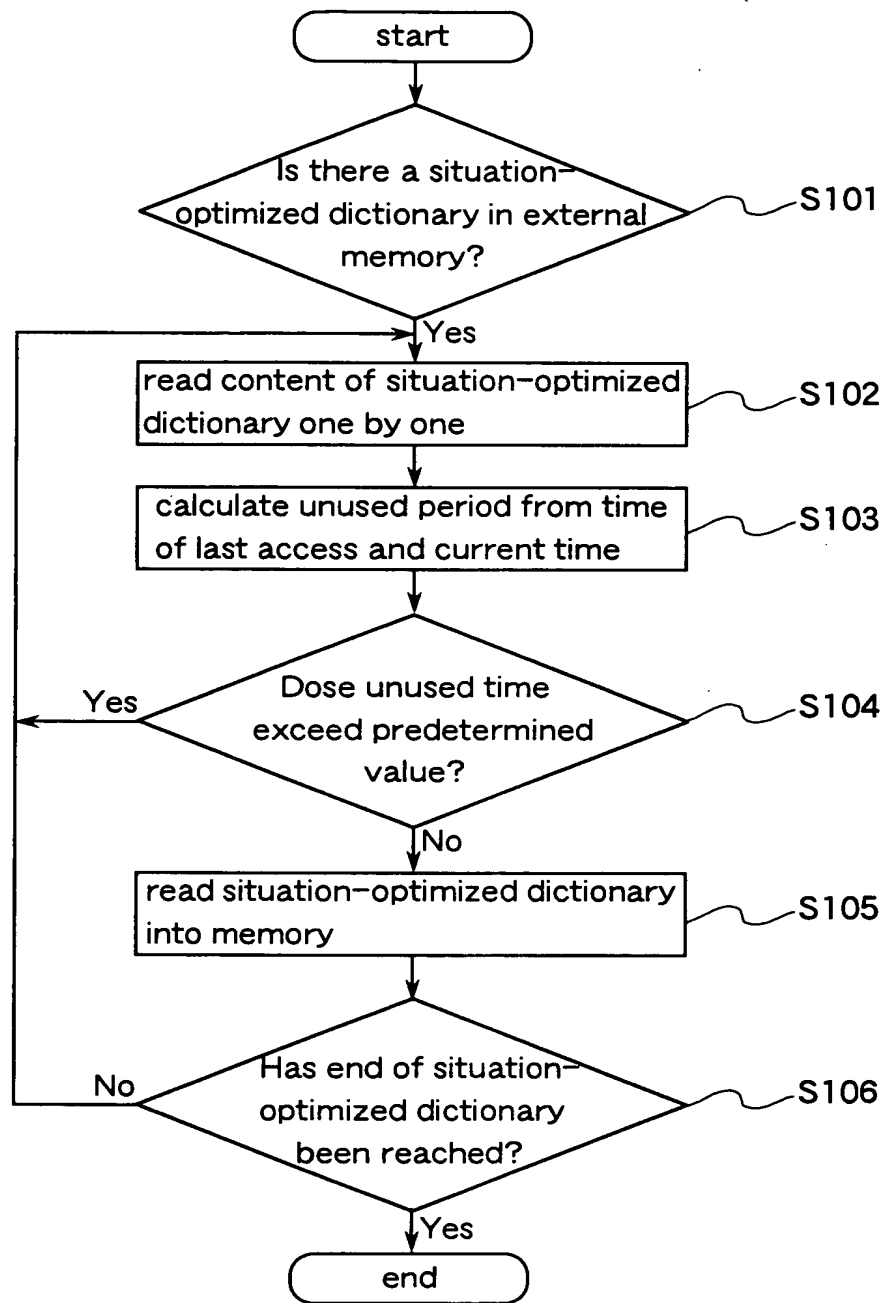 start
Is there a situation-
optimized dictionary in external
memory?
S101
Yes
read content of situation-optimized
dictionary one by one
S102
calculate unused period from time
of last access and current time
S103
Yes
Dose unused time
exceed predetermined
value?
S104
No
read situation-optimized dictionary
into memory
S105
No
Has end of situation-
optimized dictionary
been reached?
S106
Yes
end